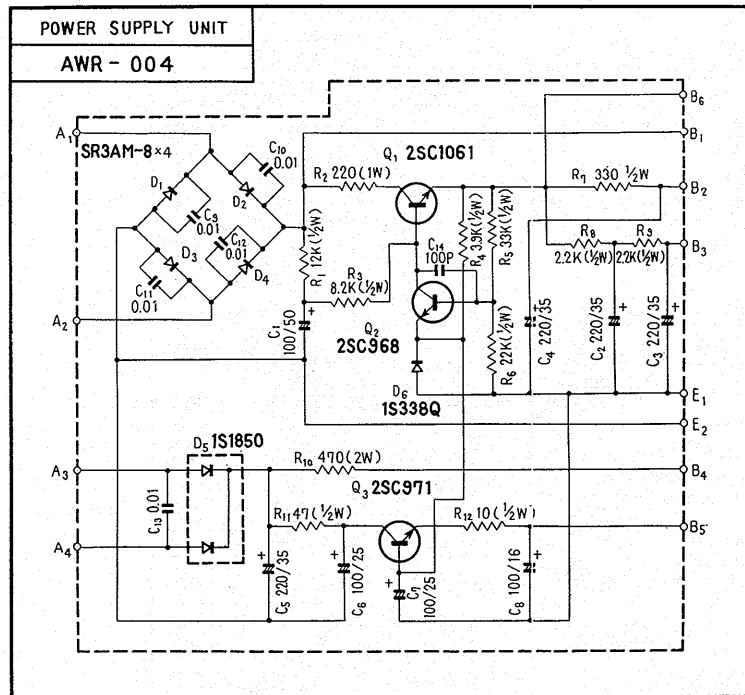 POWER SUPPLY UNIT
AWR-004
B6
A1
B1
SR3AM-8×4
C10
0.01
Q1 2SC1061
R2 220(1W)
R7 330 ½W
D1
D2
B2
C9
0.01
C12
0.01
C14
100P
R4 3.9K(½W)
R5 33K(½W)
R8
2.2K(½W)
R9
2.2K(½W)
B3
D3
D4
R1 12K(½W)
R3
8.2K(½W)
C11
0.01
A2
C1
100/50
+
Q2
2SC968
R6 22K(½W)
C4 220/35
+
C2 220/35
+
C3 220/35
+
D6
1S338Q
E1
E2
D5 1S1850
A3
R10 470(2W)
B4
C13 0.01
Q3 2SC971
R11 47(½W)
R12 10(½W)
B5
A4
C5 220/35
+
C6 100/25
+
C7
100/25
+
C8 100/16
+